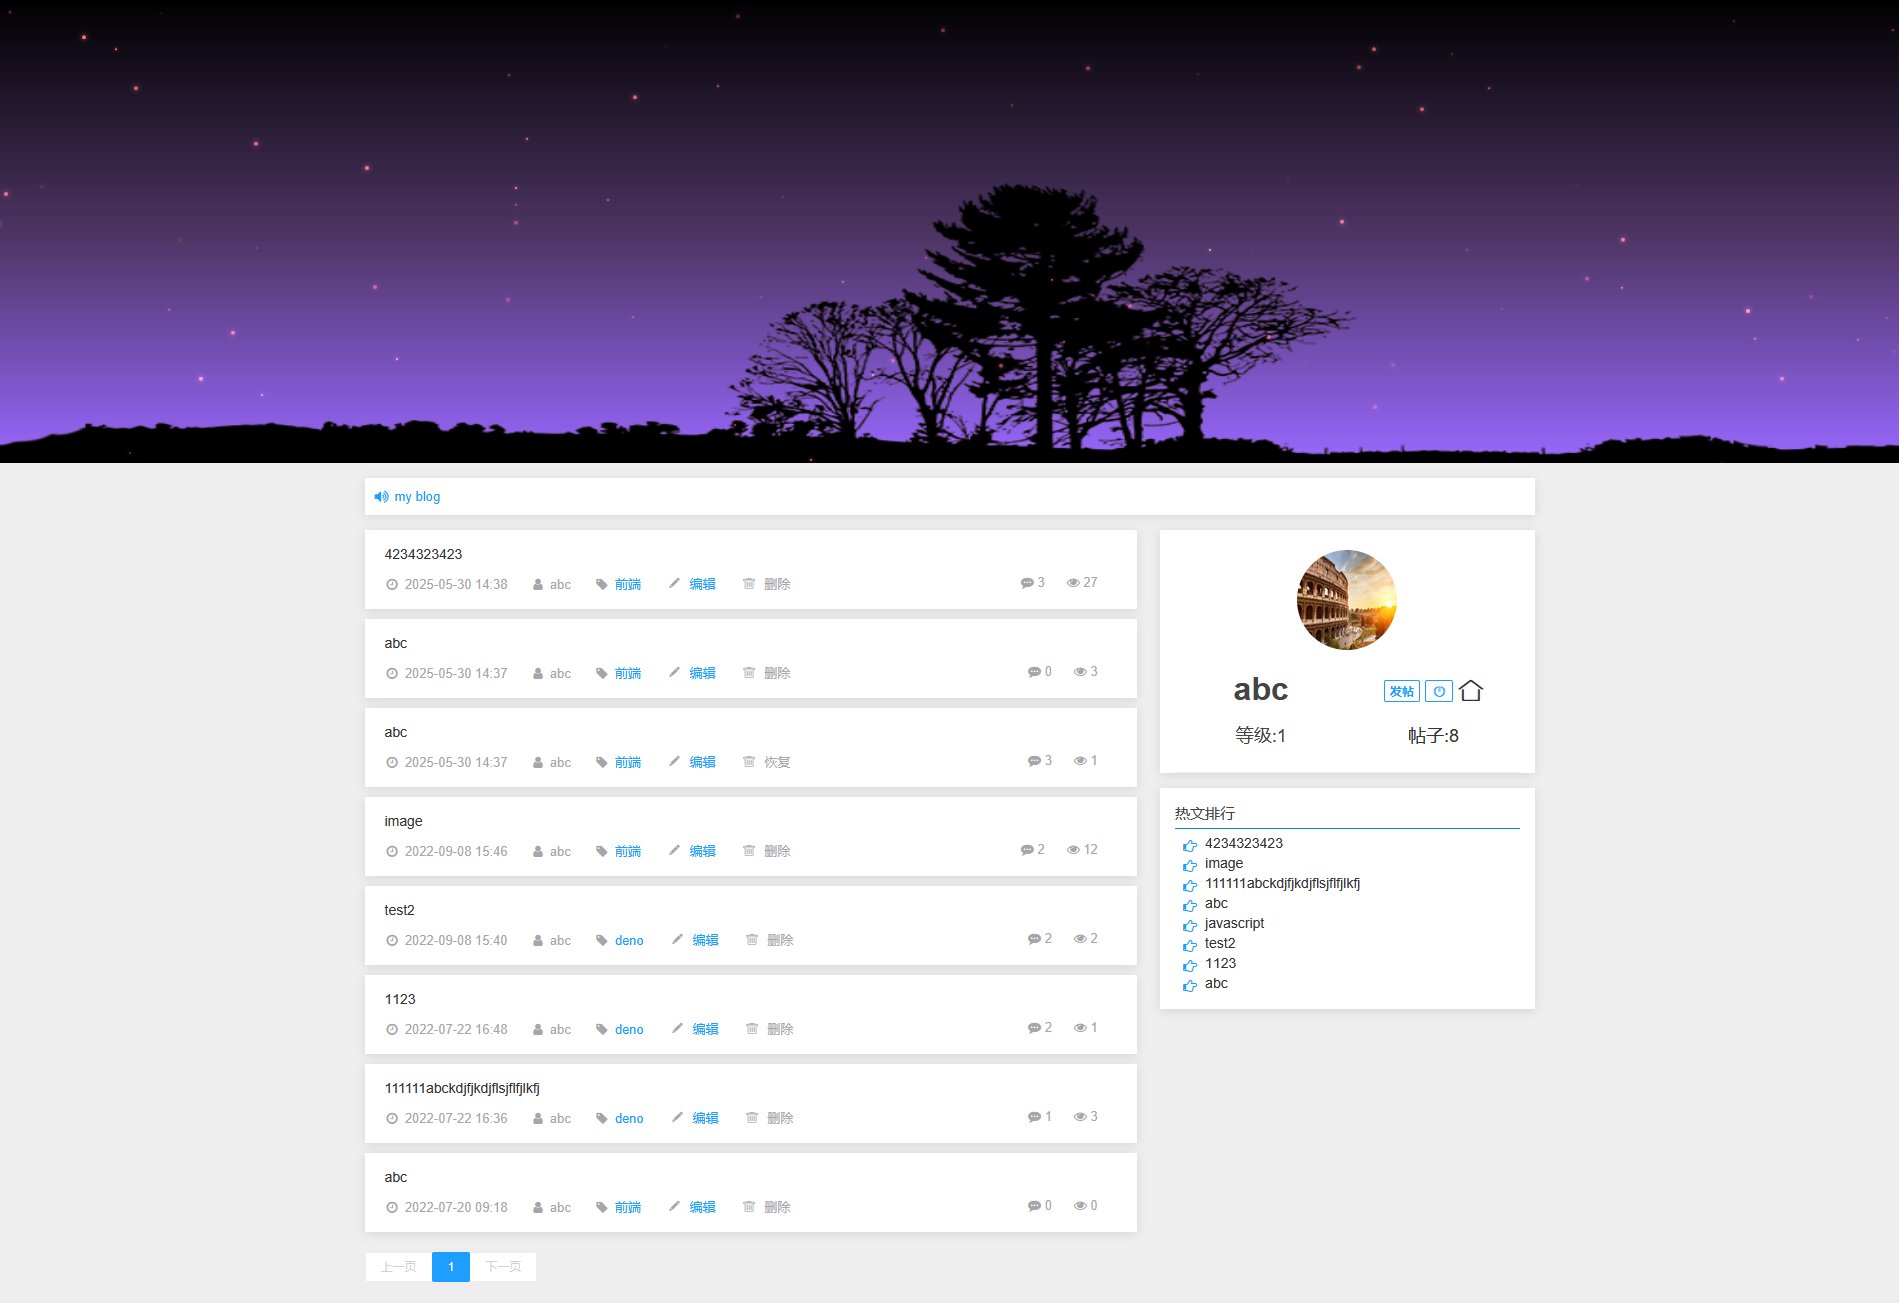 my blog
4234323423
2025-05-30 14:38 abc 前端 编辑 删除 3 27
abc
2025-05-30 14:37 abc 前端 编辑 删除 0 3
abc
2025-05-30 14:37 abc 前端 编辑 恢复 3 1
image
2022-09-08 15:46 abc 前端 编辑 删除 2 12
test2
2022-09-08 15:40 abc deno 编辑 删除 2 2
1123
2022-07-22 16:48 abc deno 编辑 删除 2 1
111111abckdjfjkdjflsjflfjlkfj
2022-07-22 16:36 abc deno 编辑 删除 1 3
abc
2022-07-20 09:18 abc 前端 编辑 删除 0 0
上一页 1 下一页
abc 发帖
等级:1 帖子:8
热文排行
4234323423
image
111111abckdjfjkdjflsjflfjlkfj
abc
javascript
test2
1123
abc